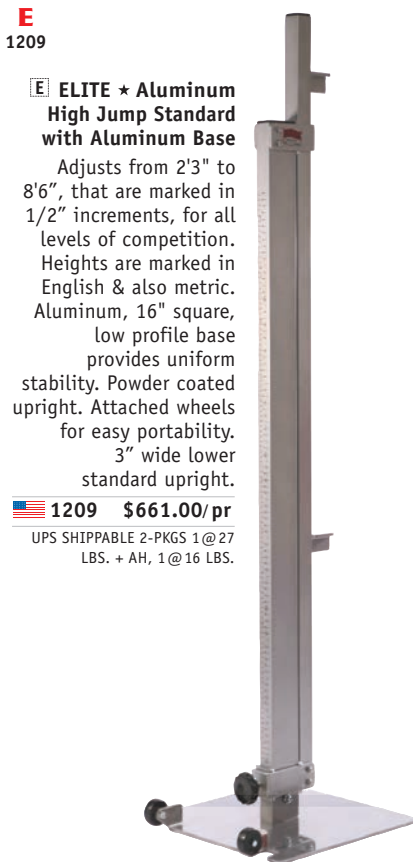 E
1209
E ELITE ★ Aluminum
High Jump Standard
with Aluminum Base
Adjusts from 2'3" to
8'6”, that are marked in
1/2” increments, for all
levels of competition.
Heights are marked in
English & also metric.
Aluminum, 16" square,
low profile base
provides uniform
stability. Powder coated
upright. Attached wheels
for easy portability.
3” wide lower
standard upright.
1209 $661.00/pr
UPS SHIPPABLE 2-PKGS 1@27
LBS. + AH, 1@16 LBS.